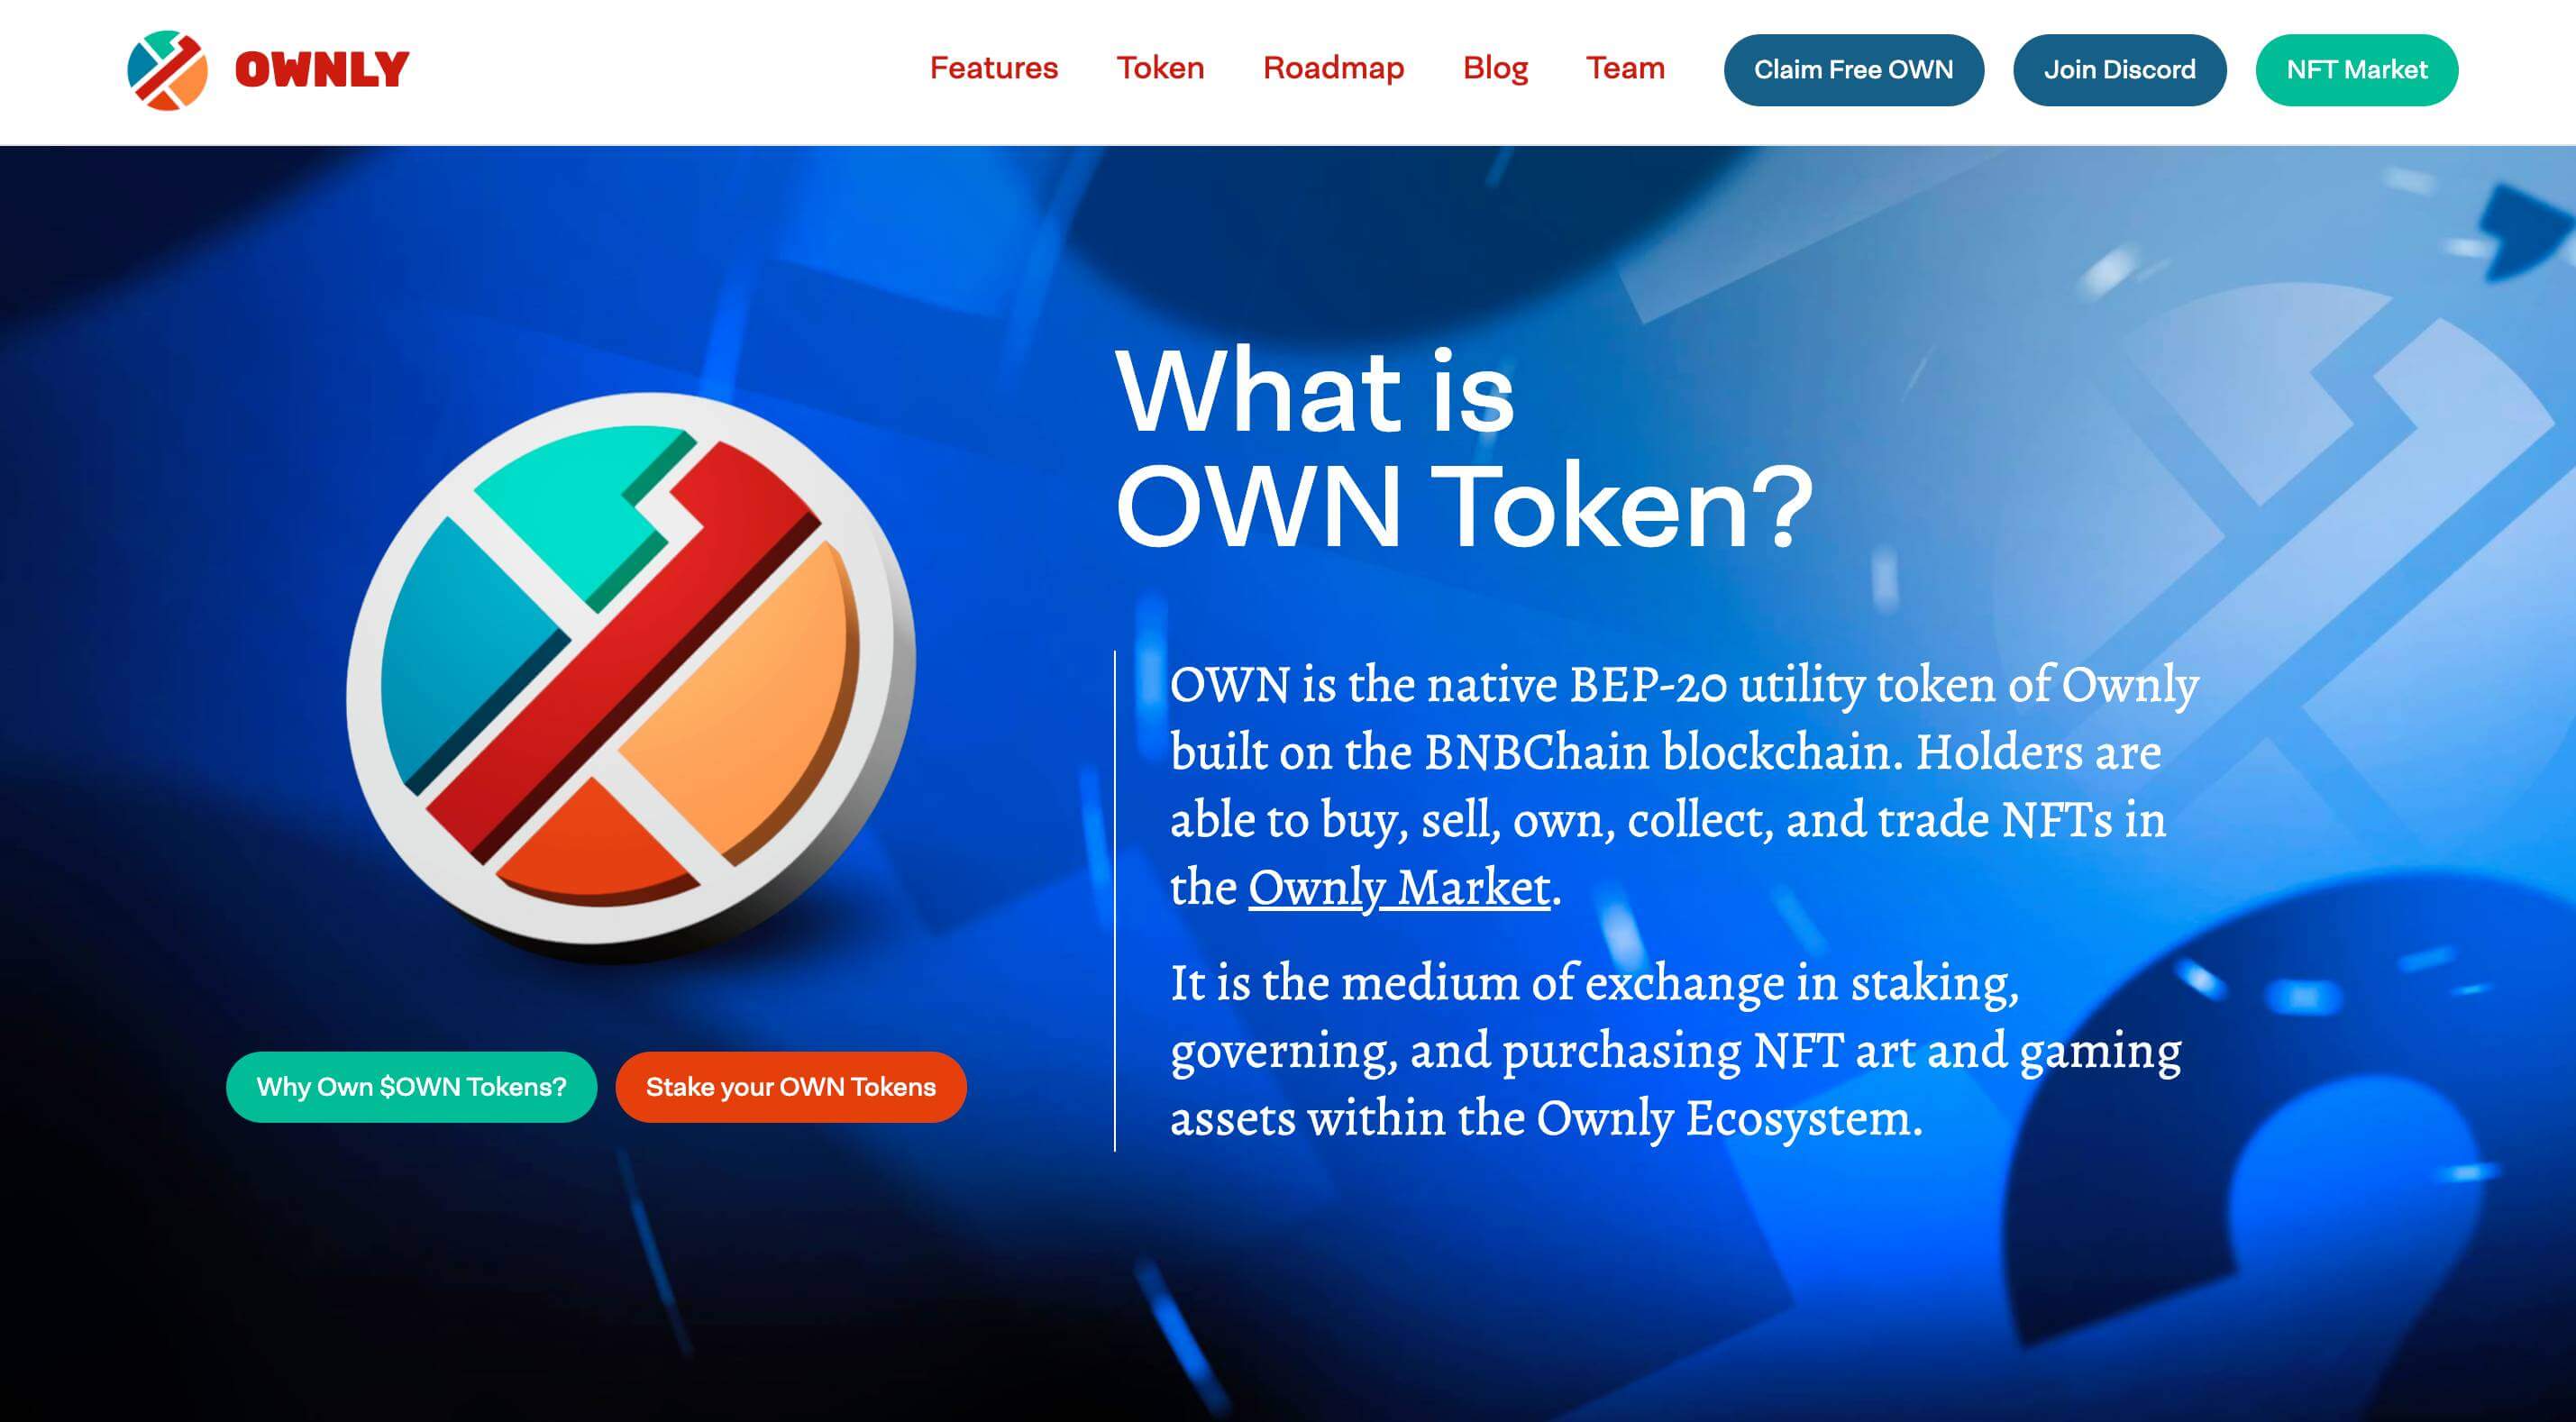 OWNLY
Features
Token
Roadmap
Blog
Team
Claim Free OWN
Join Discord
NFT Market
What is
OWN Token?
OWN is the native BEP-20 utility token of Ownly
built on the BNBChain blockchain. Holders are
able to buy, sell, own, collect, and trade NFTs in
the Ownly Market.
It is the medium of exchange in staking,
governing, and purchasing NFT art and gaming
assets within the Ownly Ecosystem.
Why Own $OWN Tokens?
Stake your OWN Tokens